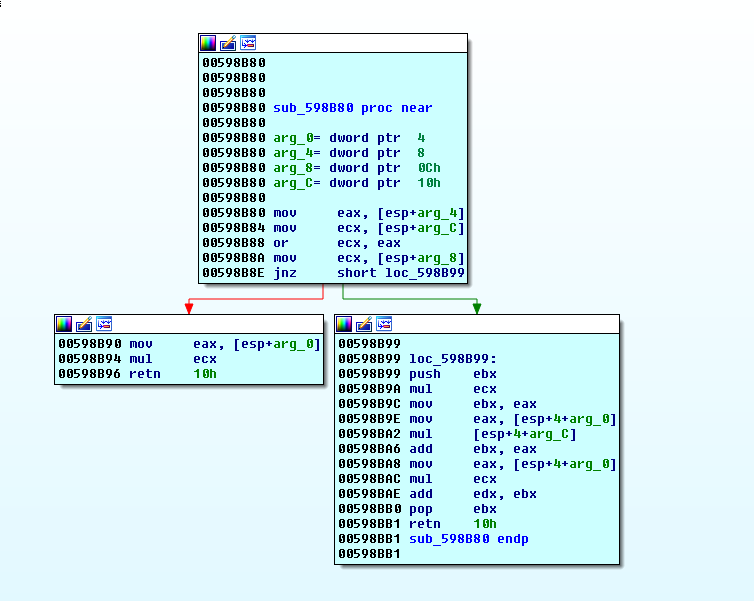 00598B80
00598B80
00598B80
00598B80 sub_598B80 proc near
00598B80
00598B80 arg_0= dword ptr  4
00598B80 arg_4= dword ptr  8
00598B80 arg_8= dword ptr  0Ch
00598B80 arg_C= dword ptr  10h
00598B80
00598B80 mov     eax, [esp+arg_4]
00598B84 mov     ecx, [esp+arg_C]
00598B88 or      ecx, eax
00598B8A mov     ecx, [esp+arg_8]
00598B8E jnz     short loc_598B99
00598B90 mov     eax, [esp+arg_0]
00598B94 mul     ecx
00598B96 retn    10h
00598B99
00598B99 loc_598B99:
00598B99 push    ebx
00598B9A mul     ecx
00598B9C mov     ebx, eax
00598B9E mov     eax, [esp+4+arg_0]
00598BA2 mul     [esp+4+arg_C]
00598BA6 add     ebx, eax
00598BA8 mov     eax, [esp+4+arg_0]
00598BAC mul     ecx
00598BAE add     edx, ebx
00598BB0 pop     ebx
00598BB1 retn    10h
00598BB1 sub_598B80 endp
00598BB1